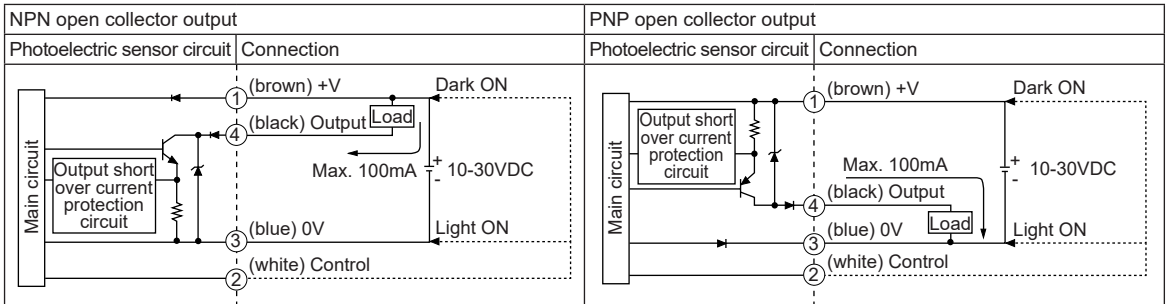 NPN open collector output
Photoelectric sensor circuit
Connection
Main circuit
Output short
over current
protection
circuit
(brown) +V
1
(black) Output
4
Load
Max. 100mA
+
-
10-30VDC
Dark ON
(blue) 0V
3
Light ON
(white) Control
2
PNP open collector output
Photoelectric sensor circuit
Connection
Main circuit
Output short
over current
protection
circuit
(brown) +V
1
Dark ON
Max. 100mA
+
-
10-30VDC
(black) Output
4
Load
(blue) 0V
3
Light ON
(white) Control
2